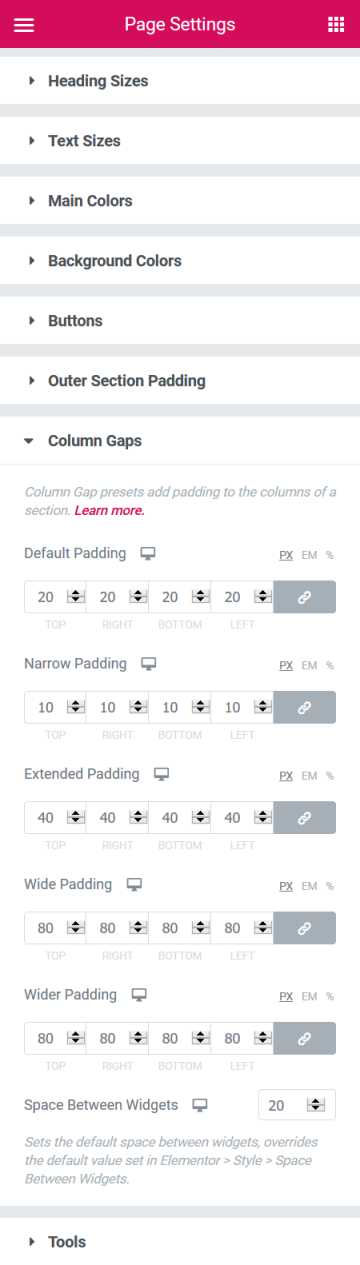 Page Settings
Heading Sizes
Text Sizes
Main Colors
Background Colors
Buttons
Outer Section Padding
Column Gaps
Column Gap presets add padding to the columns of a
section. Learn more.
Default Padding PX EM %
20 20 20 20
TOP RIGHT BOTTOM LEFT
Narrow Padding PX EM %
10 10 10 10
TOP RIGHT BOTTOM LEFT
Extended Padding PX EM %
40 40 40 40
TOP RIGHT BOTTOM LEFT
Wide Padding PX EM %
80 80 80 80
TOP RIGHT BOTTOM LEFT
Wider Padding PX EM %
80 80 80 80
TOP RIGHT BOTTOM LEFT
Space Between Widgets 20
Sets the default space between widgets, overrides
the default value set in Elementor > Style > Space
Between Widgets.
Tools